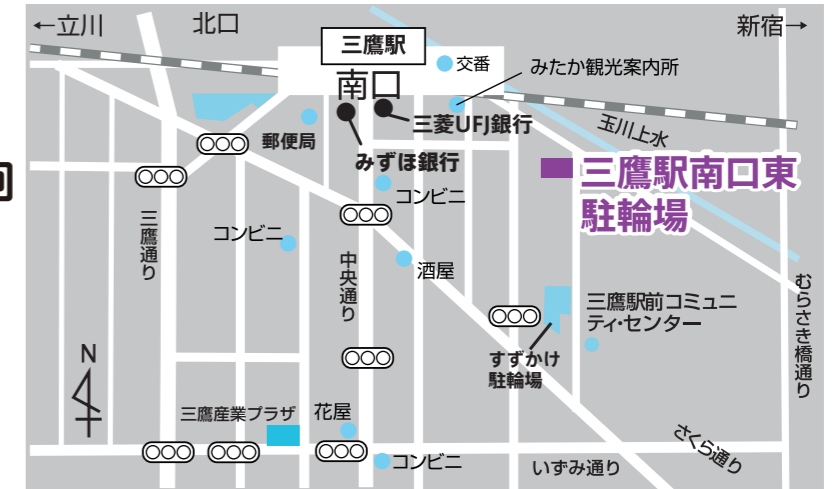 ←立川
北口
新宿→
三鷹駅
南口
交番
みたか観光案内所
三菱UFJ銀行
郵便局
みずほ銀行
玉川上水
回
三鷹駅南口東
駐輪場
コンビニ
三鷹通り
コンビニ
中央通り
酒屋
むらさき橋通り
三鷹駅前コミュニ
ティ・センター
すずかけ
駐輪場
N
三鷹産業プラザ
花屋
コンビニ
いずみ通り
さくら通り